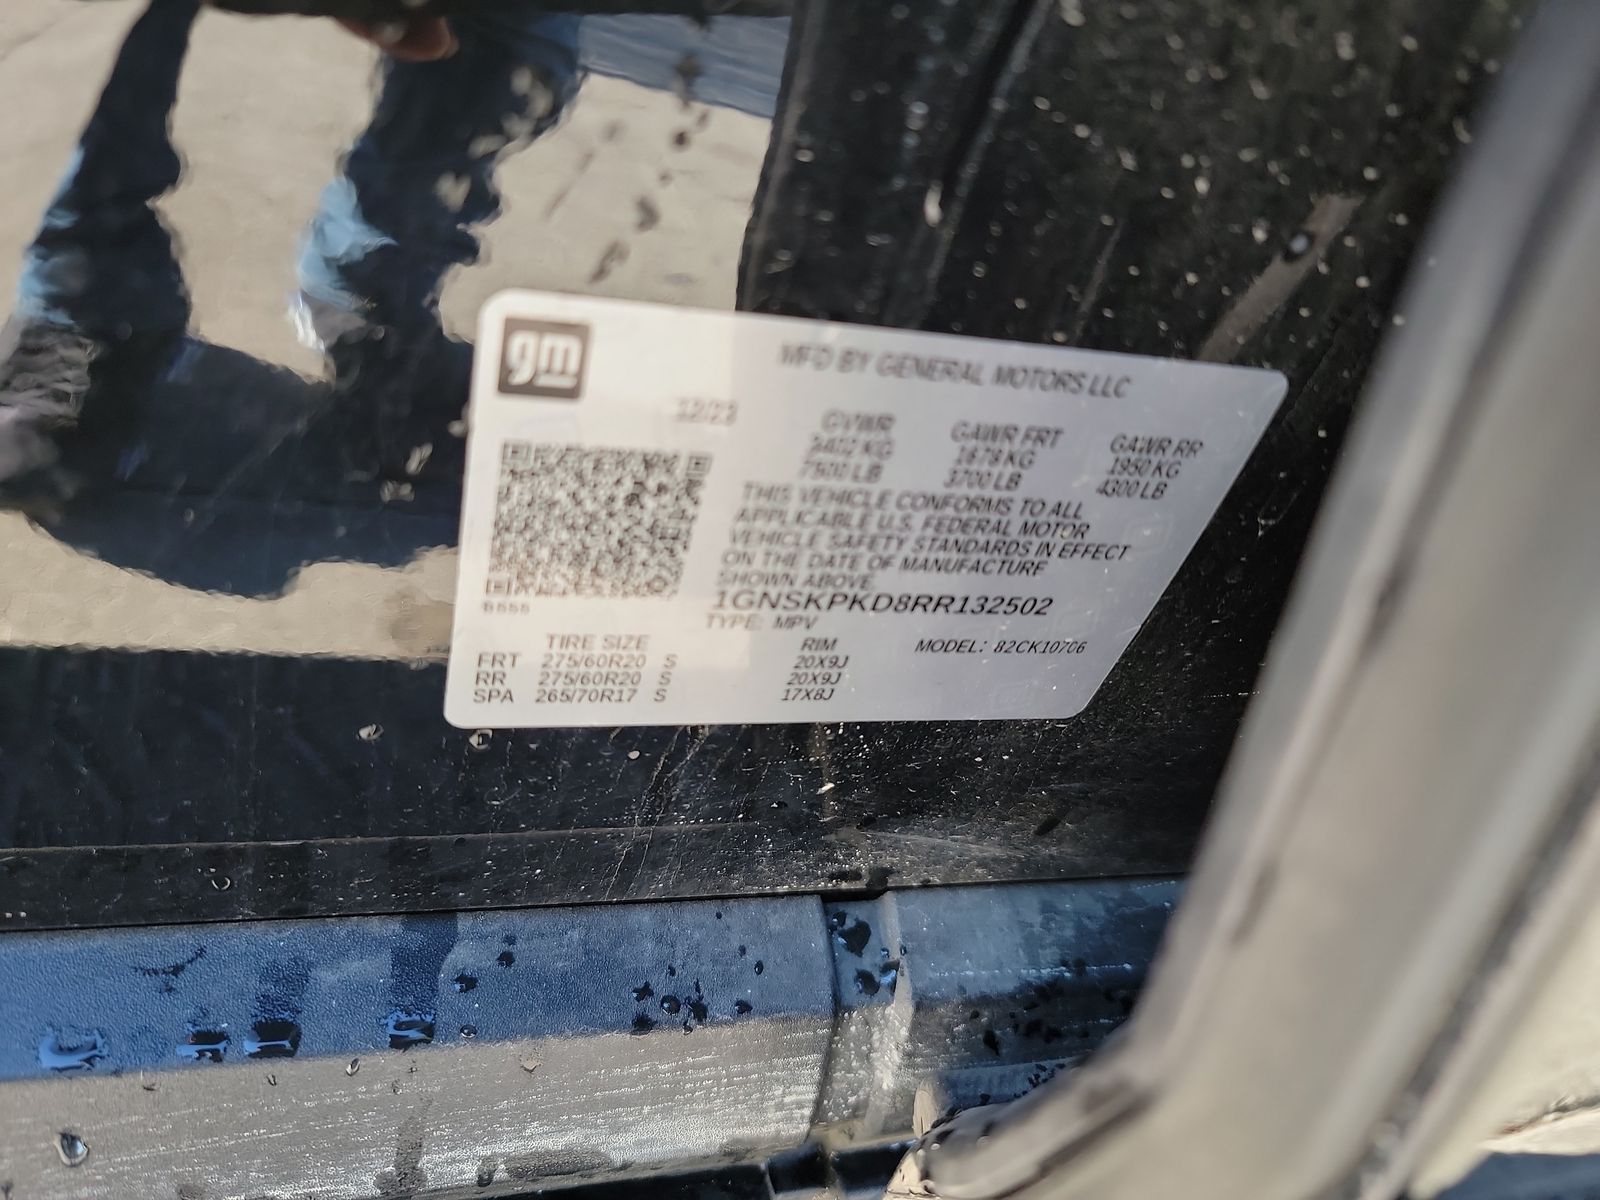 gm
MFD BY GENERAL MOTORS LLC
12/23
GVWR GAWR FRT GAWR RR
3402 KG 1678 KG 1950 KG
7500 LB 3700 LB 4300 LB
THIS VEHICLE CONFORMS TO ALL
APPLICABLE U.S. FEDERAL MOTOR
VEHICLE SAFETY STANDARDS IN EFFECT
ON THE DATE OF MANUFACTURE
SHOWN ABOVE.
1GNSKPKD8RR132502
TYPE: MPV
TIRE SIZE RIM MODEL: 82CK10706
FRT 275/60R20 S 20X9J
RR 275/60R20 S 20X9J
SPA 265/70R17 S 17X8J